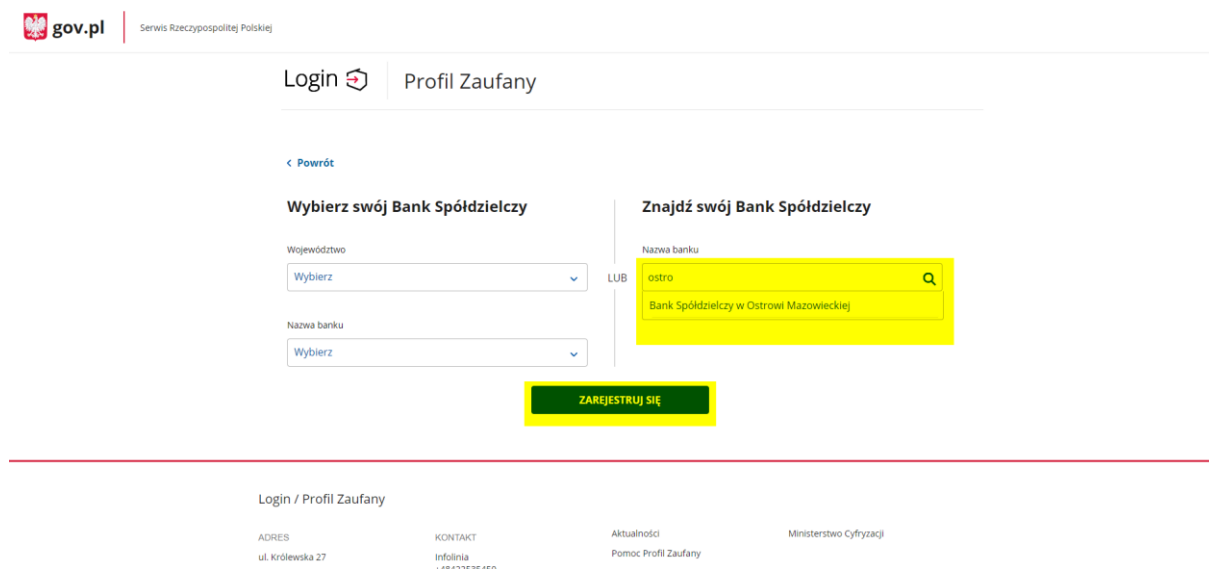 gov.pl
Serwis Rzeczypospolitej Polskiej
Login
Profil Zaufany
Powrót
Wybierz swój Bank Spółdzielczy
Województwo
Wybierz
Nazwa banku
Wybierz
LUB
Znajdź swój Bank Spółdzielczy
Nazwa banku
ostro
Bank Spółdzielczy w Ostrowi Mazowieckiej
ZAREJESTRUJ SIĘ
Login / Profil Zaufany
ADRES
ul. Królewska 27
KONTAKT
Infolinia
Aktualności
Pomoc Profil Zaufany
Ministerstwo Cyfryzacji